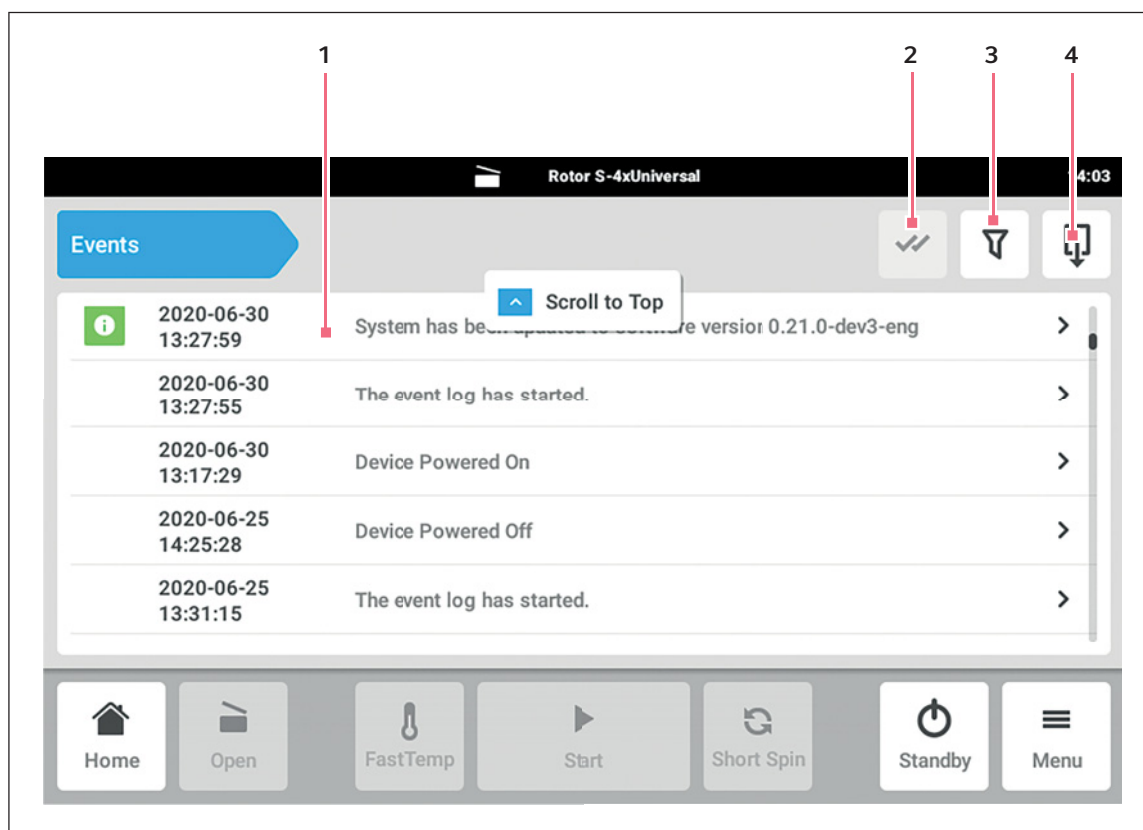 1 2 3 4
Rotor S-4xUniversal
4:03
Events
Scroll to Top
2020-06-30
13:27:59
System has been updated to software version 0.21.0-dev3-eng
2020-06-30
13:27:55
The event log has started.
2020-06-30
13:17:29
Device Powered On
2020-06-25
14:25:28
Device Powered Off
2020-06-25
13:31:15
The event log has started.
Home Open FastTemp Start Short Spin Standby Menu